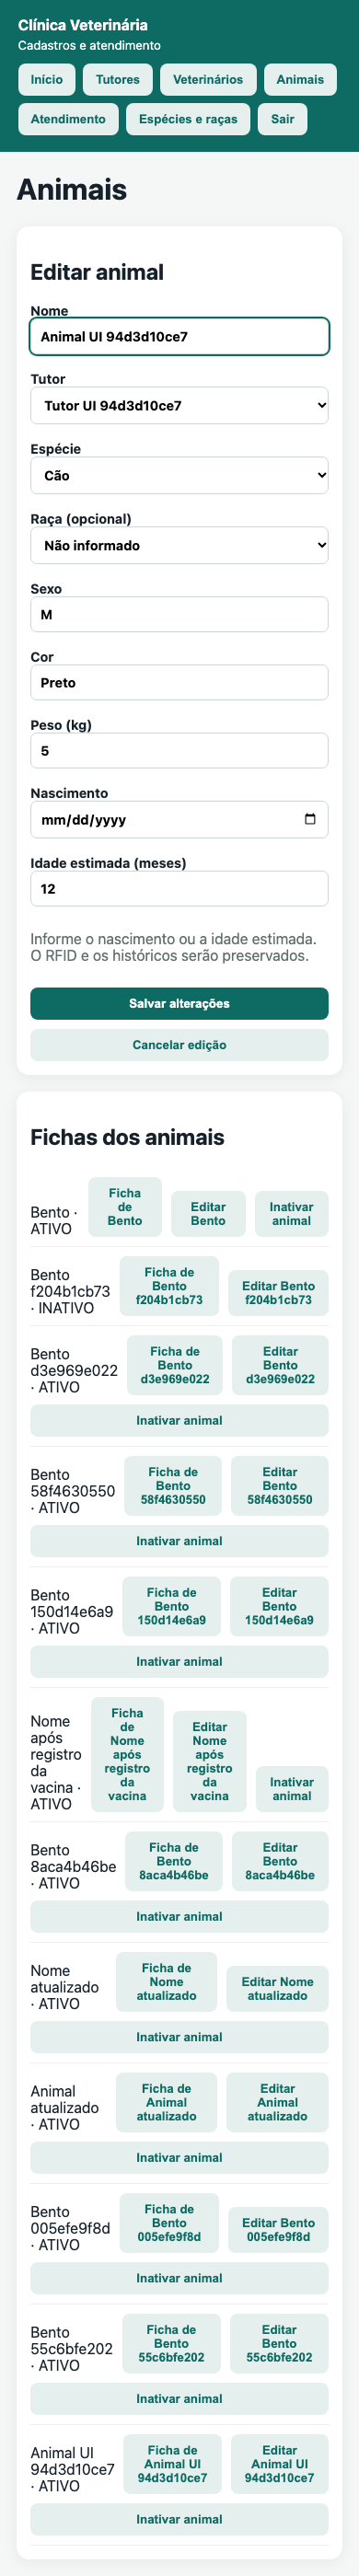 Clínica Veterinária
Cadastros e atendimento
Início
Tutores
Veterinários
Animais
Atendimento
Espécies e raças
Sair
Animais
Editar animal
Nome
Animal UI 94d3d10ce7
Tutor
Tutor UI 94d3d10ce7
Espécie
Cão
Raça (opcional)
Não informado
Sexo
M
Cor
Preto
Peso (kg)
5
Nascimento
mm/dd/yyyy
Idade estimada (meses)
12
Informe o nascimento ou a idade estimada.
O RFID e os históricos serão preservados.
Salvar alterações
Cancelar edição
Fichas dos animais
Bento ·
ATIVO
Ficha
de
Bento
Editar
Bento
Inativar
animal
Bento
f204b1cb73
· INATIVO
Ficha de
Bento
f204b1cb73
Editar Bento
f204b1cb73
Bento
d3e969e022
· ATIVO
Ficha de
Bento
d3e969e022
Editar
Bento
d3e969e022
Inativar animal
Bento
58f4630550
· ATIVO
Ficha de
Bento
58f4630550
Editar
Bento
58f4630550
Inativar animal
Bento
150d14e6a9
· ATIVO
Ficha de
Bento
150d14e6a9
Editar
Bento
150d14e6a9
Inativar animal
Nome
após
registro
da
vacina ·
ATIVO
Ficha
de
Nome
após
registro
da
vacina
Editar
Nome
após
registro
da
vacina
Inativar
animal
Bento
8aca4b46be
· ATIVO
Ficha de
Bento
8aca4b46be
Editar
Bento
8aca4b46be
Inativar animal
Nome
atualizado
· ATIVO
Ficha de
Nome
atualizado
Editar Nome
atualizado
Inativar animal
Animal
atualizado
· ATIVO
Ficha de
Animal
atualizado
Editar
Animal
atualizado
Inativar animal
Bento
005efe9f8d
· ATIVO
Ficha de
Bento
005efe9f8d
Editar Bento
005efe9f8d
Inativar animal
Bento
55c6bfe202
· ATIVO
Ficha de
Bento
55c6bfe202
Editar
Bento
55c6bfe202
Inativar animal
Animal UI
94d3d10ce7
· ATIVO
Ficha de
Animal UI
94d3d10ce7
Editar
Animal UI
94d3d10ce7
Inativar animal